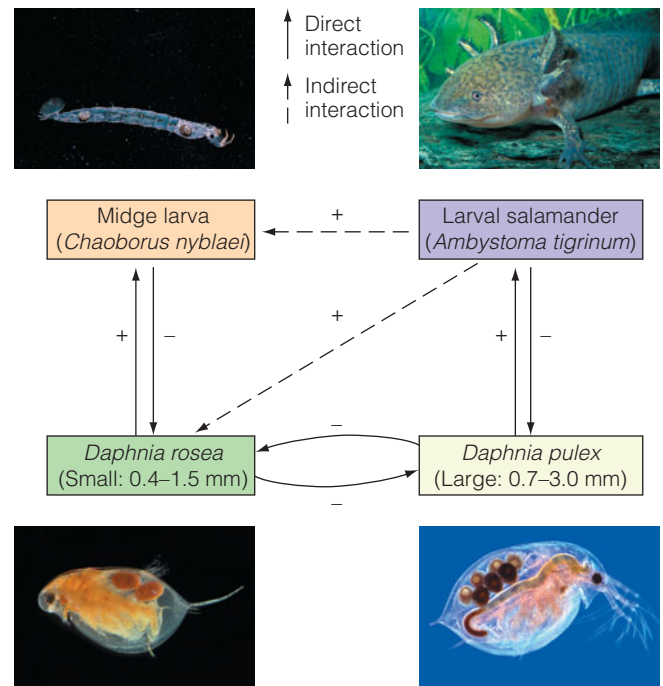 Direct
interaction
Indirect
interaction
Midge larva
(Chaoborus nyblaei)
+
Larval salamander
(Ambystoma tigrinum)
+
+
–
+
–
–
Daphnia rosea
(Small: 0.4–1.5 mm)
Daphnia pulex
(Large: 0.7–3.0 mm)
–